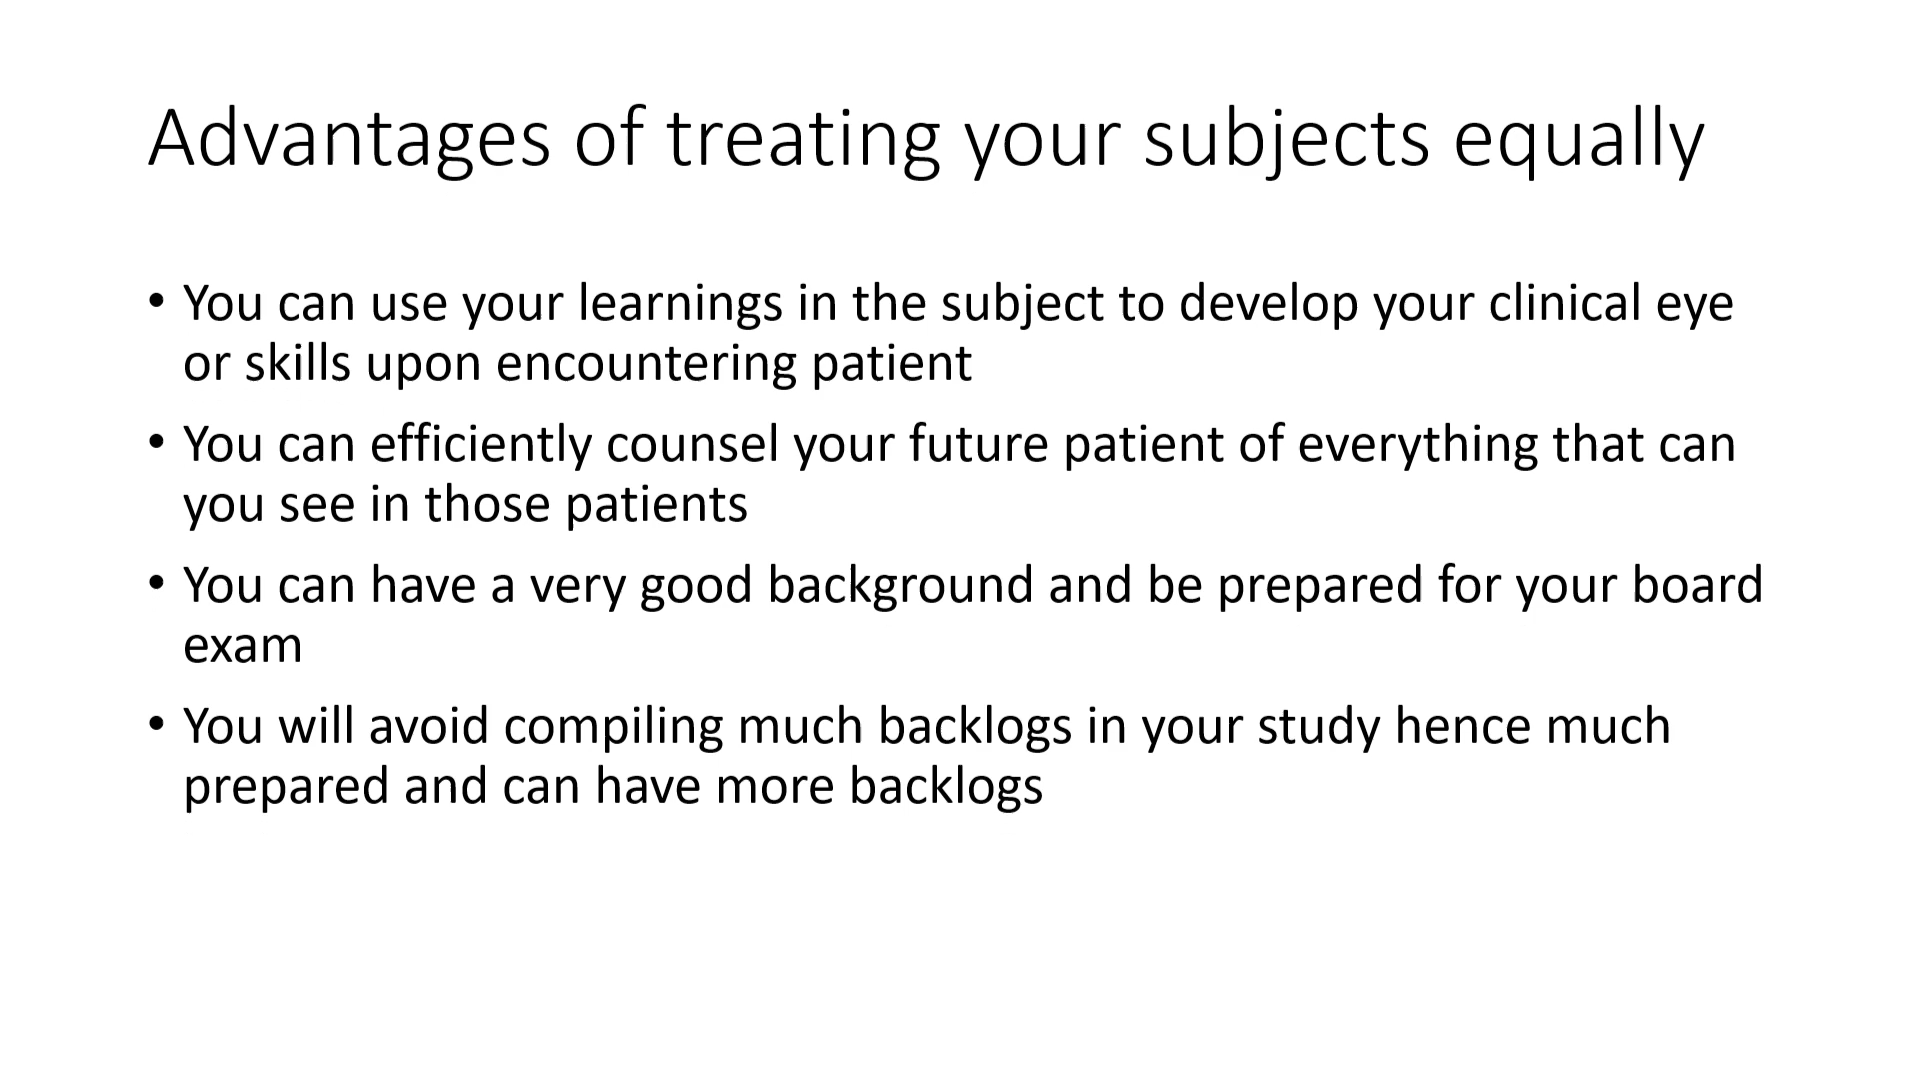 Advantages of treating your subjects equally
• You can use your learnings in the subject to develop your clinical eye
or skills upon encountering patient
• You can efficiently counsel your future patient of everything that can
you see in those patients
• You can have a very good background and be prepared for your board
exam
• You will avoid compiling much backlogs in your study hence much
prepared and can have more backlogs